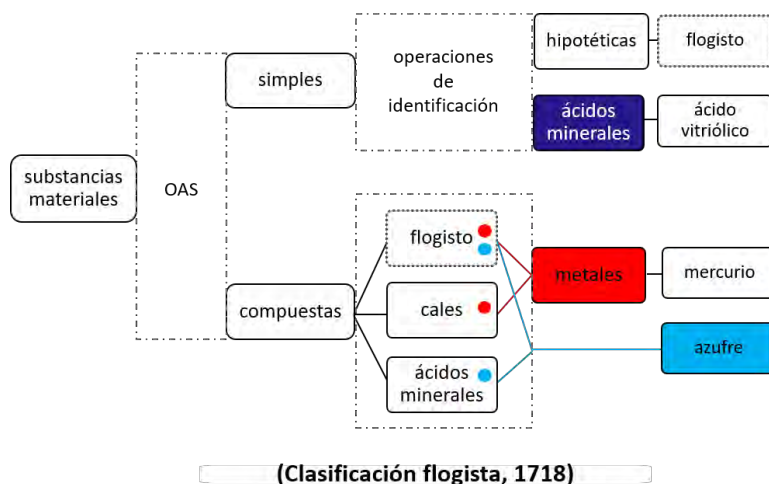 substancias
materiales
OAS
simples
operaciones
de
identificación
hipotéticas
flogisto
ácidos
minerales
ácido
vitriólico
compuestas
flogisto
cales
ácidos
minerales
metales
mercurio
azufre
(Clasificación flogista, 1718)